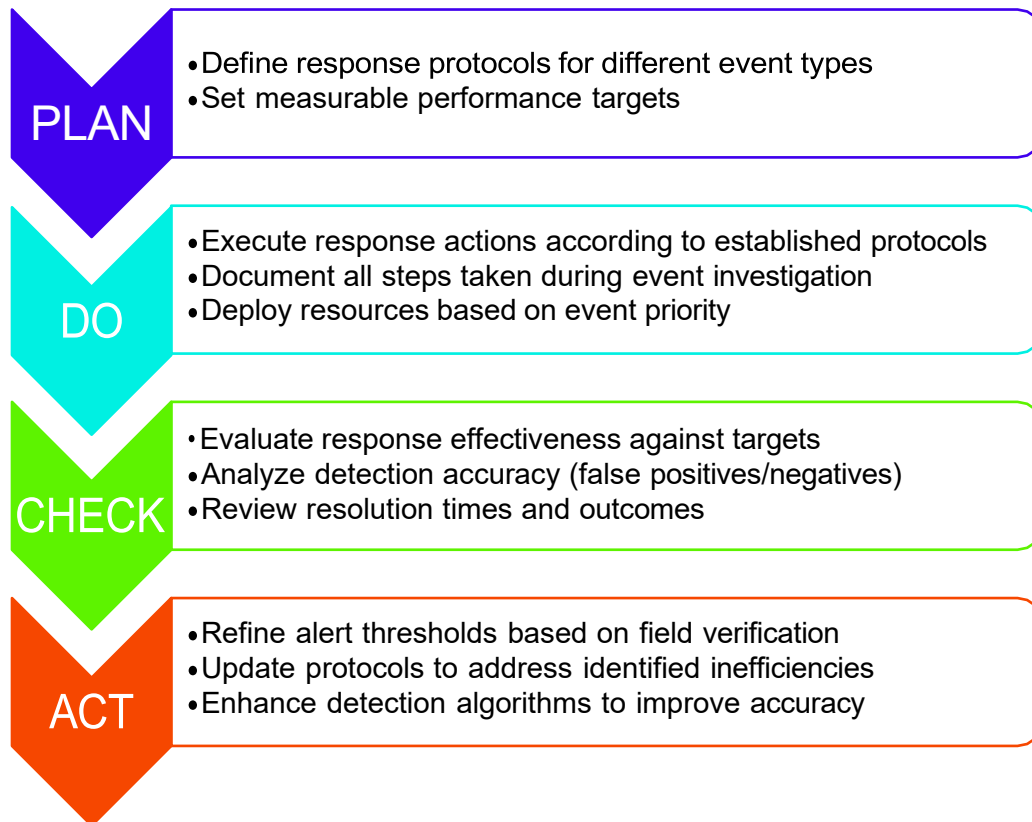 PLAN
•Define response protocols for different event types
•Set measurable performance targets
DO
•Execute response actions according to established protocols
•Document all steps taken during event investigation
•Deploy resources based on event priority
CHECK
•Evaluate response effectiveness against targets
•Analyze detection accuracy (false positives/negatives)
•Review resolution times and outcomes
ACT
•Refine alert thresholds based on field verification
•Update protocols to address identified inefficiencies
•Enhance detection algorithms to improve accuracy